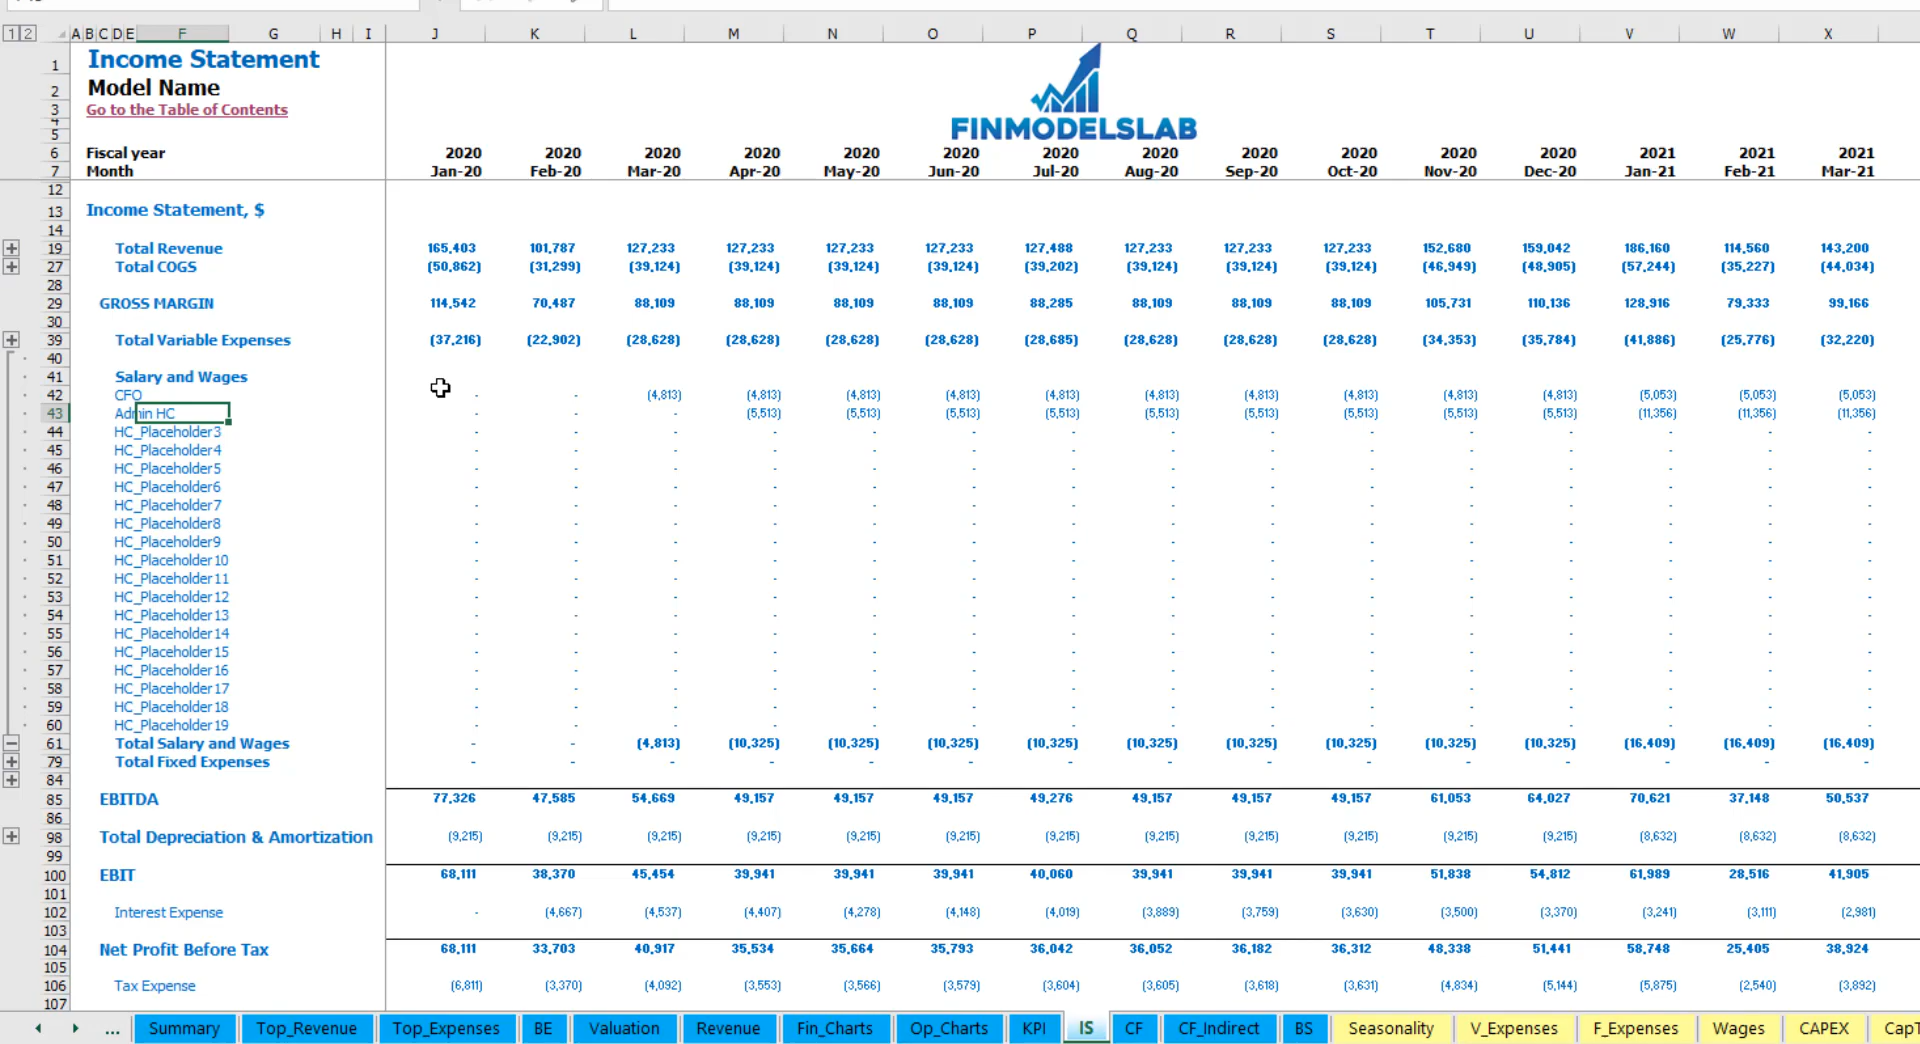 1 2 A B C D E F G H I J K L M N O P Q R S T U V W X
1 Income Statement
2 Model Name
3 Go to the Table of Contents
4
5
FINMODELSLAB
6 Fiscal year 2020 2020 2020 2020 2020 2020 2020 2020 2020 2020 2020 2020 2021 2021 2021
7 Month Jan-20 Feb-20 Mar-20 Apr-20 May-20 Jun-20 Jul-20 Aug-20 Sep-20 Oct-20 Nov-20 Dec-20 Jan-21 Feb-21 Mar-21
12
13 Income Statement, $
14
19 Total Revenue 165,403 101,787 127,233 127,233 127,233 127,233 127,488 127,233 127,233 127,233 152,680 159,042 186,160 114,560 143,200
27 Total COGS (50,862) (31,299) (39,124) (39,124) (39,124) (39,124) (39,202) (39,124) (39,124) (39,124) (46,949) (48,905) (57,244) (35,227) (44,034)
28
29 GROSS MARGIN 114,542 70,487 88,109 88,109 88,109 88,109 88,285 88,109 88,109 88,109 105,731 110,136 128,916 79,333 99,166
30
39 Total Variable Expenses (37,216) (22,902) (28,628) (28,628) (28,628) (28,628) (28,685) (28,628) (28,628) (28,628) (34,353) (35,784) (41,886) (25,776) (32,220)
40
41 Salary and Wages
42 CFO - - (4,813) (4,813) (4,813) (4,813) (4,813) (4,813) (4,813) (4,813) (4,813) (4,813) (5,053) (5,053) (5,053)
43 Admin HC - - - (5,513) (5,513) (5,513) (5,513) (5,513) (5,513) (5,513) (5,513) (5,513) (11,356) (11,356) (11,356)
44 HC_Placeholder3 - - - - - - - - - - - - - - -
45 HC_Placeholder4 - - - - - - - - - - - - - - -
46 HC_Placeholder5 - - - - - - - - - - - - - - -
47 HC_Placeholder6 - - - - - - - - - - - - - - -
48 HC_Placeholder7 - - - - - - - - - - - - - - -
49 HC_Placeholder8 - - - - - - - - - - - - - - -
50 HC_Placeholder9 - - - - - - - - - - - - - - -
51 HC_Placeholder10 - - - - - - - - - - - - - - -
52 HC_Placeholder11 - - - - - - - - - - - - - - -
53 HC_Placeholder12 - - - - - - - - - - - - - - -
54 HC_Placeholder13 - - - - - - - - - - - - - - -
55 HC_Placeholder14 - - - - - - - - - - - - - - -
56 HC_Placeholder15 - - - - - - - - - - - - - - -
57 HC_Placeholder16 - - - - - - - - - - - - - - -
58 HC_Placeholder17 - - - - - - - - - - - - - - -
59 HC_Placeholder18 - - - - - - - - - - - - - - -
60 HC_Placeholder19 - - - - - - - - - - - - - - -
61 Total Salary and Wages - - (4,813) (10,325) (10,325) (10,325) (10,325) (10,325) (10,325) (10,325) (10,325) (10,325) (16,409) (16,409) (16,409)
79 Total Fixed Expenses - - - - - - - - - - - - - - -
84
85 EBITDA 77,326 47,585 54,669 49,157 49,157 49,157 49,276 49,157 49,157 49,157 61,053 64,027 70,621 37,148 50,537
86
98 Total Depreciation & Amortization (9,215) (9,215) (9,215) (9,215) (9,215) (9,215) (9,215) (9,215) (9,215) (9,215) (9,215) (9,215) (8,632) (8,632) (8,632)
99
100 EBIT 68,111 38,370 45,454 39,941 39,941 39,941 40,060 39,941 39,941 39,941 51,838 54,812 61,989 28,516 41,905
101
102 Interest Expense - (4,667) (4,537) (4,407) (4,278) (4,148) (4,019) (3,889) (3,759) (3,630) (3,500) (3,370) (3,241) (3,111) (2,981)
103
104 Net Profit Before Tax 68,111 33,703 40,917 35,534 35,664 35,793 36,042 36,052 36,182 36,312 48,338 51,441 58,748 25,405 38,924
105
106 Tax Expense (6,811) (3,370) (4,092) (3,553) (3,566) (3,579) (3,604) (3,605) (3,618) (3,631) (4,834) (5,144) (5,875) (2,540) (3,892)
107
... Summary Top_Revenue Top_Expenses BE Valuation Revenue Fin_Charts Op_Charts KPI IS CF CF_Indirect BS Seasonality V_Expenses F_Expenses Wages CAPEX CapT